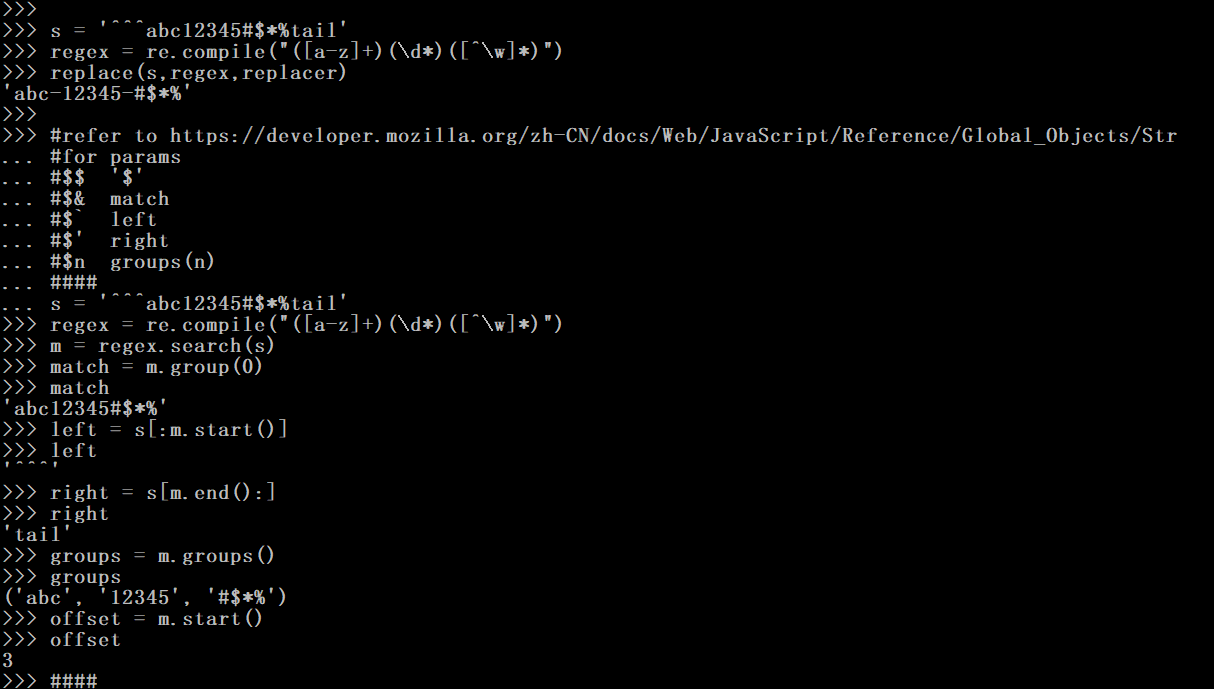 >>>
>>> s = '^^^abc12345#$*%tail'
>>> regex = re.compile("([a-z]+)(\d*)([^\w]*)")
>>> replace(s,regex,replacer)
'abc-12345-#$*%'
>>>
>>> #refer to https://developer.mozilla.org/zh-CN/docs/Web/JavaScript/Reference/Global_Objects/Str
... #for params
... #$$  '$'
... #$&  match
... #$`  left
... #$'  right
... #$n  groups(n)
... ####
... s = '^^^abc12345#$*%tail'
>>> regex = re.compile("([a-z]+)(\d*)([^\w]*)")
>>> m = regex.search(s)
>>> match = m.group(0)
>>> match
'abc12345#$*%'
>>> left = s[:m.start()]
>>> left
'^^^'
>>> right = s[m.end():]
>>> right
'tail'
>>> groups = m.groups()
>>> groups
('abc', '12345', '#$*%')
>>> offset = m.start()
>>> offset
3
>>> ####